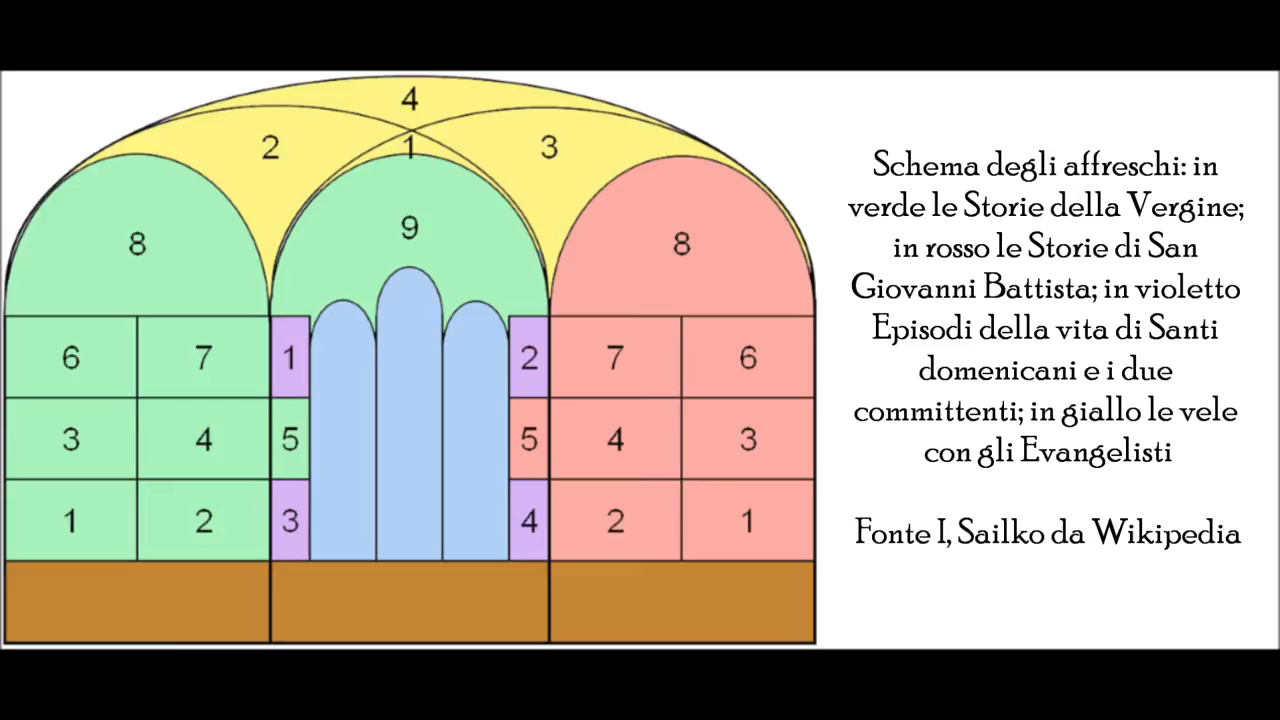 4
2 1 3
8 9 8
6 7 1 2 7 6
3 4 5 5 4 3
1 2 3 4 2 1
Schema degli affreschi: in
verde le Storie della Vergine;
in rosso le Storie di San
Giovanni Battista; in violetto
Episodi della vita di Santi
domenicani e i due
committenti; in giallo le vele
con gli Evangelisti
Fonte I, Sailko da Wikipedia